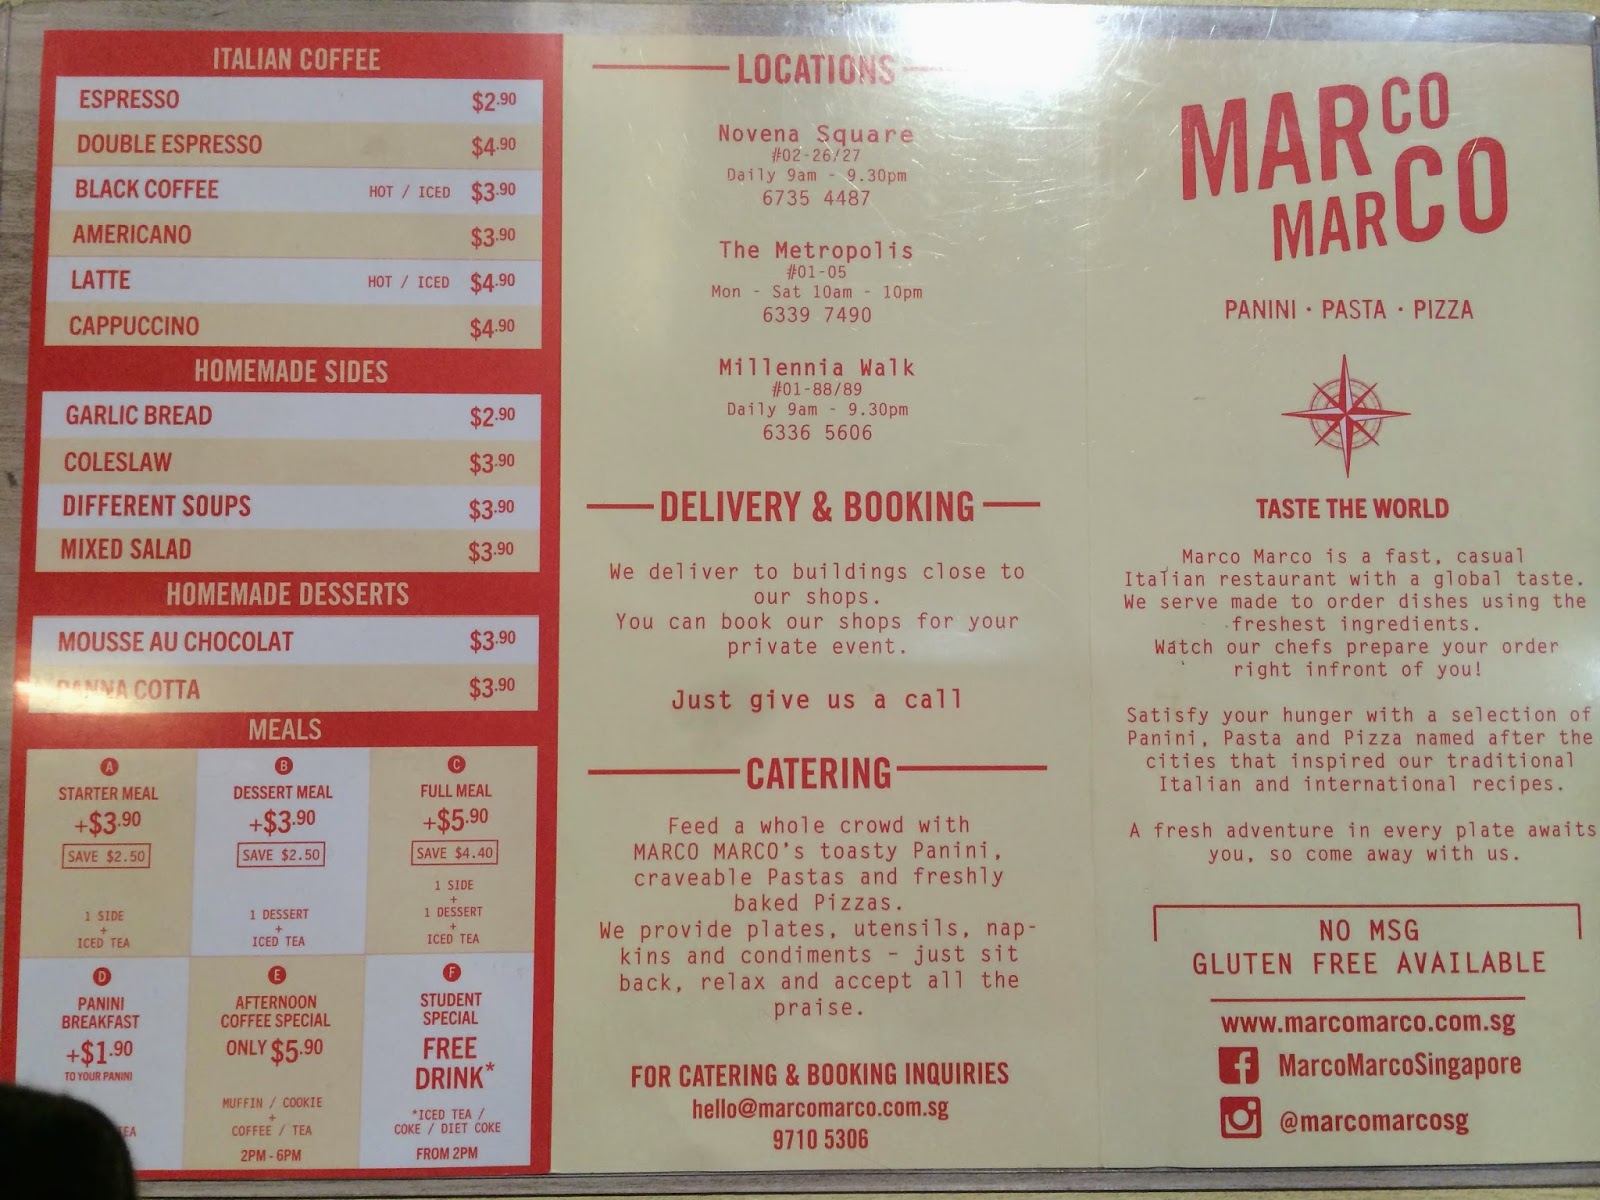 ITALIAN COFFEE
ESPRESSO $2.90
DOUBLE ESPRESSO $4.90
BLACK COFFEE HOT / ICED $3.90
AMERICANO $3.90
LATTE HOT / ICED $4.90
CAPPUCCINO $4.90
HOMEMADE SIDES
GARLIC BREAD $2.90
COLESLAW $3.90
DIFFERENT SOUPS $3.90
MIXED SALAD $3.90
HOMEMADE DESSERTS
MOUSSE AU CHOCOLAT $3.90
PANNA COTTA $3.90
MEALS
A
STARTER MEAL
+$3.90
SAVE $2.50
1 SIDE
+
ICED TEA
B
DESSERT MEAL
+$3.90
SAVE $2.50
1 DESSERT
+
ICED TEA
C
FULL MEAL
+$5.90
SAVE $4.40
1 SIDE
+
1 DESSERT
+
ICED TEA
D
PANINI
BREAKFAST
+$1.90
TO YOUR PANINI
E
AFTERNOON
COFFEE SPECIAL
ONLY $5.90
MUFFIN / COOKIE
+
COFFEE / TEA
2PM - 6PM
F
STUDENT
SPECIAL
FREE
DRINK*
*ICED TEA /
COKE / DIET COKE
FROM 2PM
LOCATIONS
Novena Square
#02-26/27
Daily 9am - 9.30pm
6735 4487
The Metropolis
#01-05
Mon - Sat 10am - 10pm
6339 7490
Millennia Walk
#01-88/89
Daily 9am - 9.30pm
6336 5606
DELIVERY & BOOKING
We deliver to buildings close to
our shops.
You can book our shops for your
private event.
Just give us a call
CATERING
Feed a whole crowd with
MARCO MARCO's toasty Panini,
craveable Pastas and freshly
baked Pizzas.
We provide plates, utensils, nap-
kins and condiments – just sit
back, relax and accept all the
praise.
FOR CATERING & BOOKING INQUIRIES
hello@marcomarco.com.sg
9710 5306
MARCO
MARCO
PANINI · PASTA · PIZZA
TASTE THE WORLD
Marco Marco is a fast, casual
Italian restaurant with a global taste.
We serve made to order dishes using the
freshest ingredients.
Watch our chefs prepare your order
right infront of you!
Satisfy your hunger with a selection of
Panini, Pasta and Pizza named after the
cities that inspired our traditional
Italian and international recipes.
A fresh adventure in every plate awaits
you, so come away with us.
NO MSG
GLUTEN FREE AVAILABLE
www.marcomarco.com.sg
MarcoMarcoSingapore
@marcomarcosg